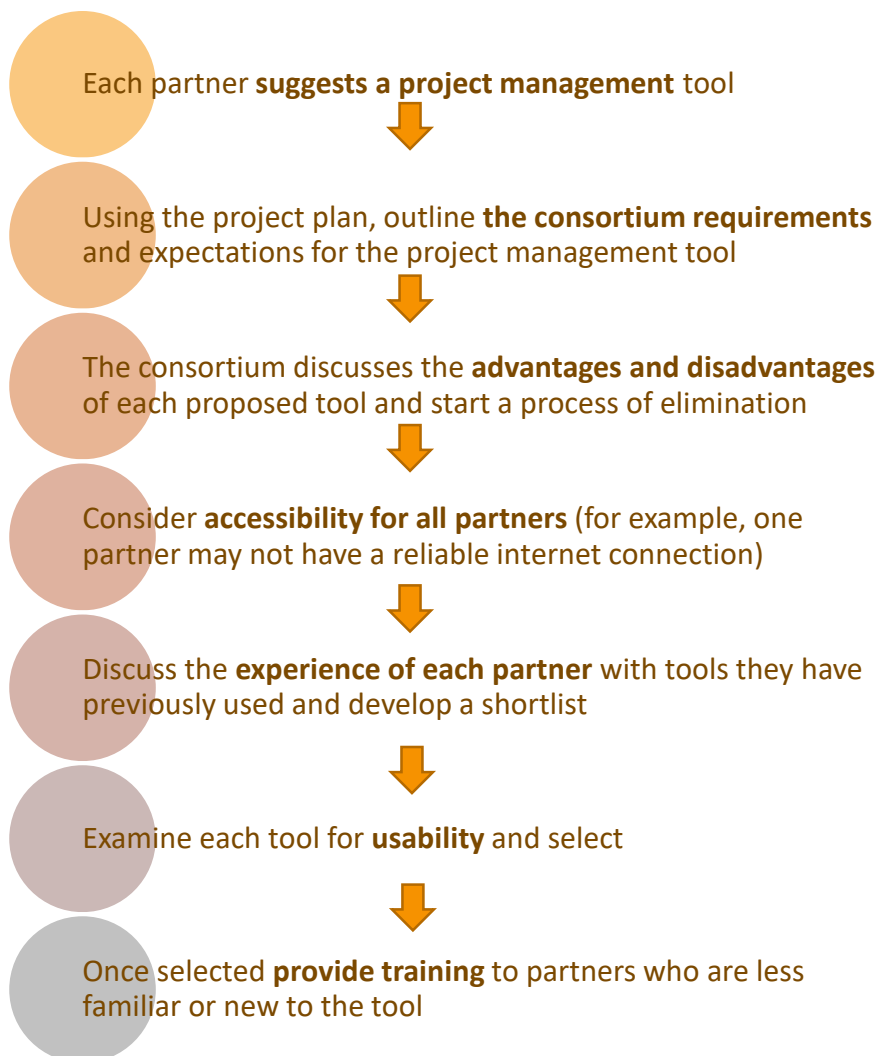 Each partner suggests a project management tool
Using the project plan, outline the consortium requirements
and expectations for the project management tool
The consortium discusses the advantages and disadvantages
of each proposed tool and start a process of elimination
Consider accessibility for all partners (for example, one
partner may not have a reliable internet connection)
Discuss the experience of each partner with tools they have
previously used and develop a shortlist
Examine each tool for usability and select
Once selected provide training to partners who are less
familiar or new to the tool